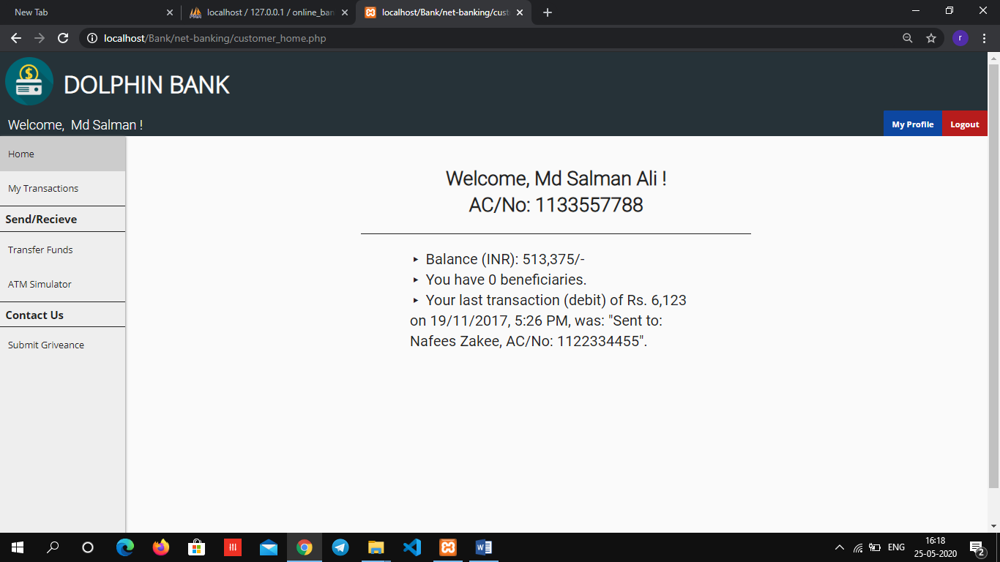 New Tab
localhost / 127.0.0.1 / online_ban
localhost/Bank/net-banking/cust
localhost/Bank/net-banking/customer_home.php
r
$
DOLPHIN BANK
Welcome, Md Salman !
My Profile
Logout
Home
My Transactions
Send/Recieve
Transfer Funds
ATM Simulator
Contact Us
Submit Griveance
Welcome, Md Salman Ali !
AC/No: 1133557788
‣ Balance (INR): 513,375/-
‣ You have 0 beneficiaries.
‣ Your last transaction (debit) of Rs. 6,123
on 19/11/2017, 5:26 PM, was: "Sent to:
Nafees Zakee, AC/No: 1122334455".
ENG
16:18
25-05-2020
2